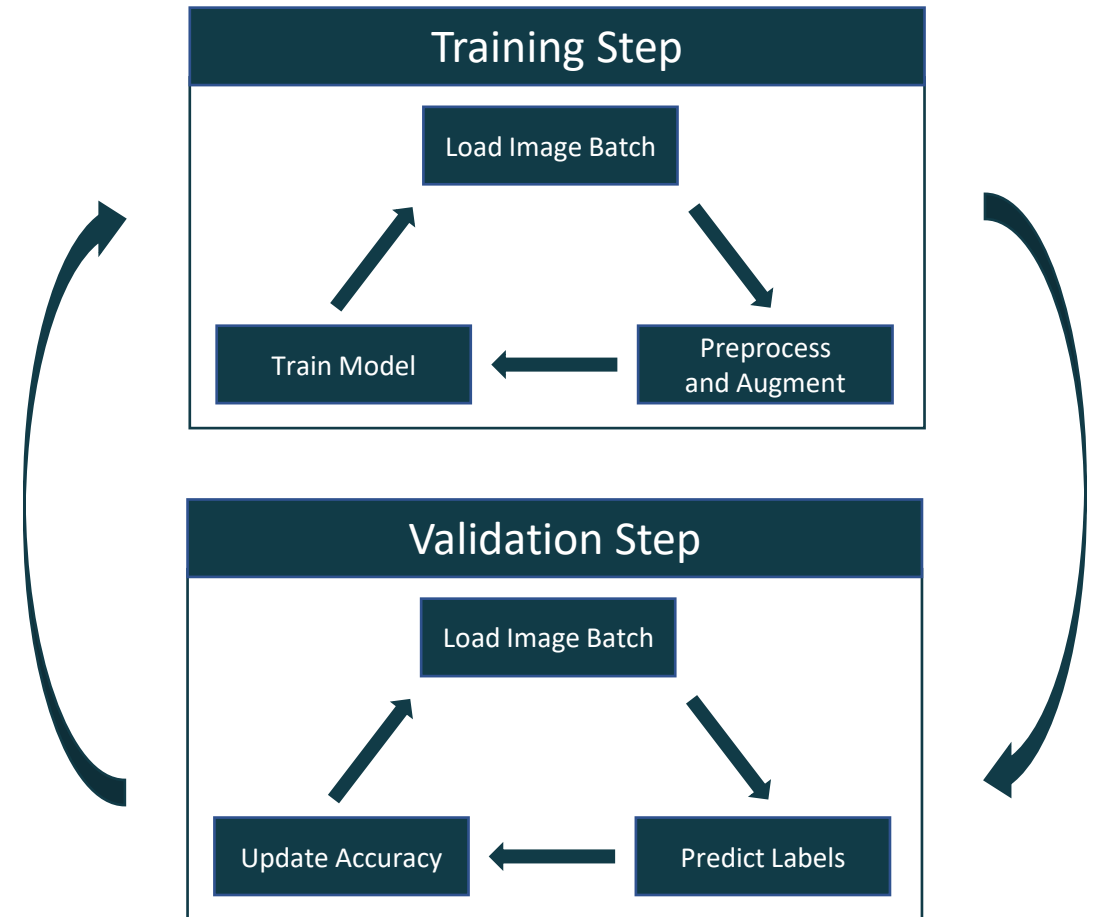 Training Step
Load Image Batch
Train Model
Preprocess
and Augment
Validation Step
Load Image Batch
Update Accuracy
Predict Labels